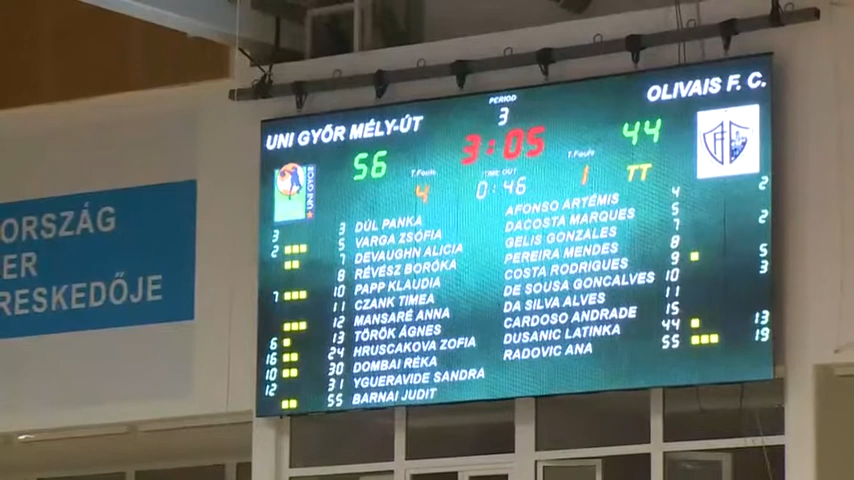 UNI GYŐR MÉLY-ÚT
PERIOD
3
OLIVAIS F. C.
56
3:05
44
T.Fouls
4
TIME OUT
0:46
T.Fouls
1
TT
UNI GYŐR
ORSZÁG
ER
ERESKEDŐJE
3 3 DÚL PANKA
2 5 VARGA ZSÓFIA
7 DEVAUGHN ALICIA
8 RÉVÉSZ BORÓKA
7 10 PAPP KLAUDIA
11 CZANK TIMEA
12 MANSARÉ ANNA
6 13 TÖRÖK ÁGNES
16 24 HRUSCAKOVA ZOFIA
10 30 DOMBAI RÉKA
12 31 YGUERAVIDE SANDRA
55 BARNAI JUDIT
AFONSO ARTÉMIS 4 2
DACOSTA MARQUES 5
GELIS GONZALES 7 2
PEREIRA MENDES 8
COSTA RODRIGUES 9 5
DE SOUSA GONCALVES 10 3
DA SILVA ALVES 11
CARDOSO ANDRADE 15
DUSANIC LATINKA 44 13
RADOVIC ANA 55 19